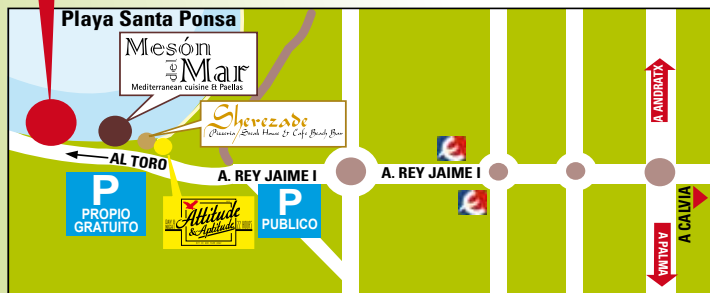 Playa Santa Ponsa
Mesón
del
Mar
Mediterranean cuisine & Paellas
Sherezade
Pizzeria Steak House & Cafe Beach Bar
AL TORO
A. REY JAIME I
A. REY JAIME I
P
PROPIO
GRATUITO
Attitude
& Aptitude
P
PUBLICO
A ANDRATX
A CALVIA
A PALMA